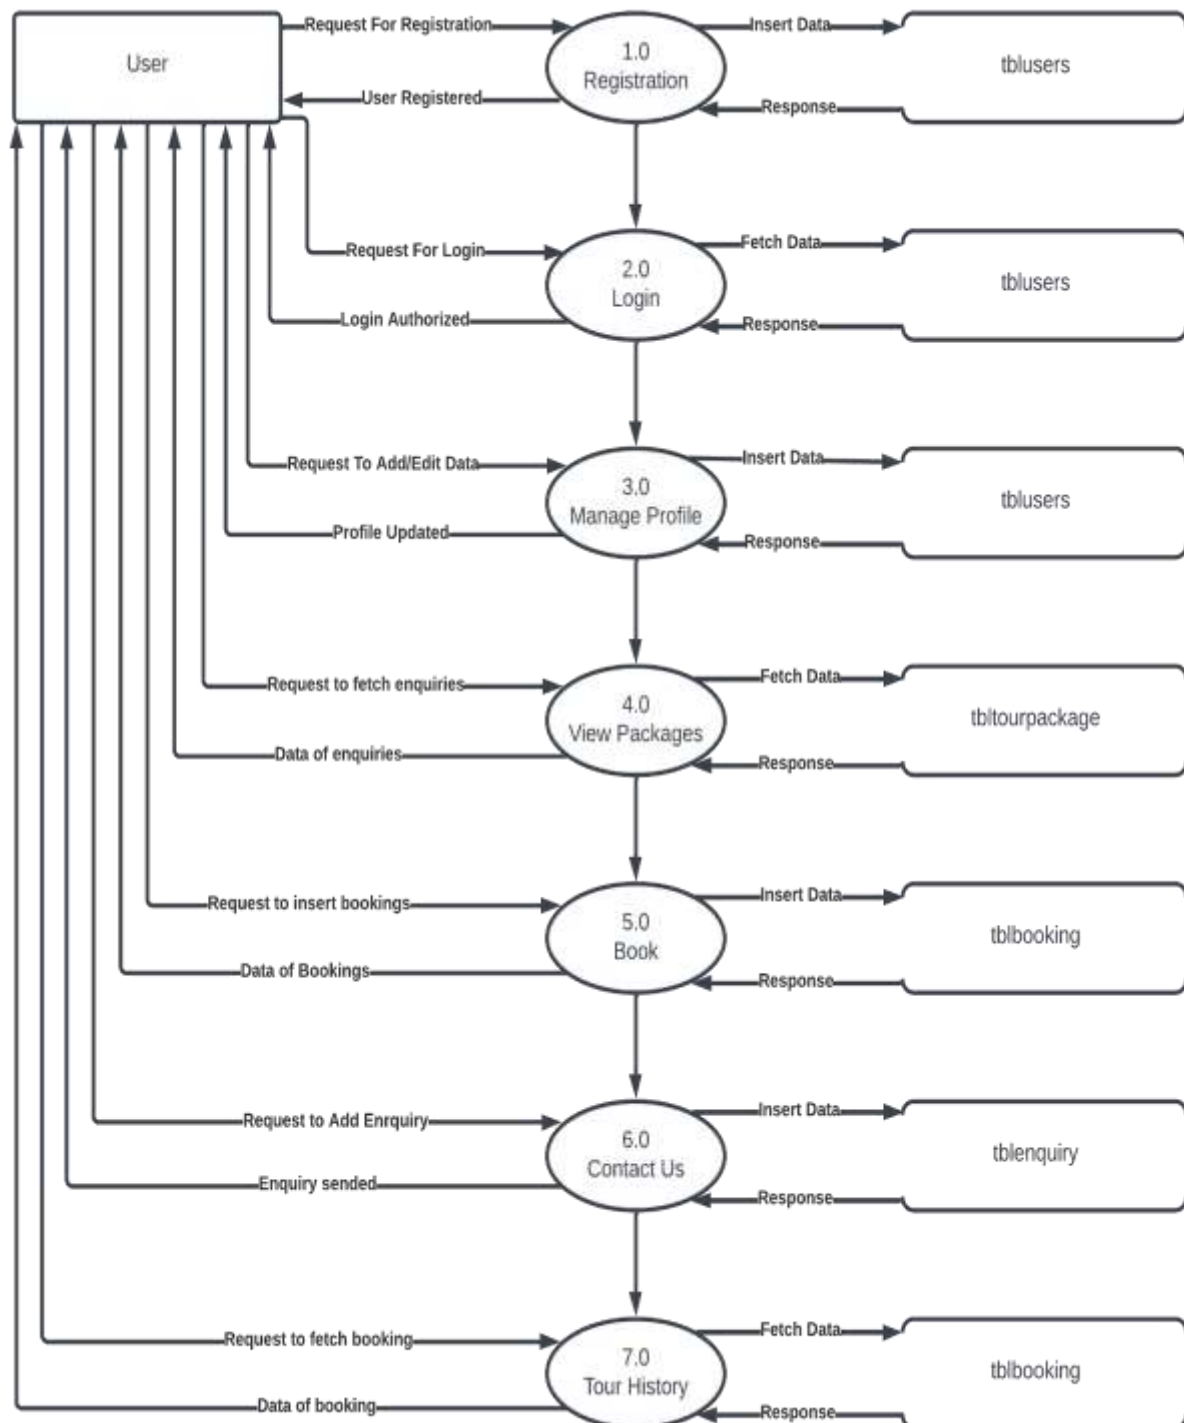 Request For Registration
Insert Data
User
1.0
Registration
tblusers
User Registered
Response
Request For Login
Fetch Data
2.0
Login
tblusers
Login Authorized
Response
Request To Add/Edit Data
Insert Data
3.0
Manage Profile
tblusers
Profile Updated
Response
Request to fetch enquiries
Fetch Data
4.0
View Packages
tbltourpackage
Data of enquiries
Response
Request to insert bookings
Insert Data
5.0
Book
tblbooking
Data of Bookings
Response
Request to Add Enrquiry
Insert Data
6.0
Contact Us
tblenquiry
Enquiry sended
Response
Request to fetch booking
Fetch Data
7.0
Tour History
tblbooking
Data of booking
Response